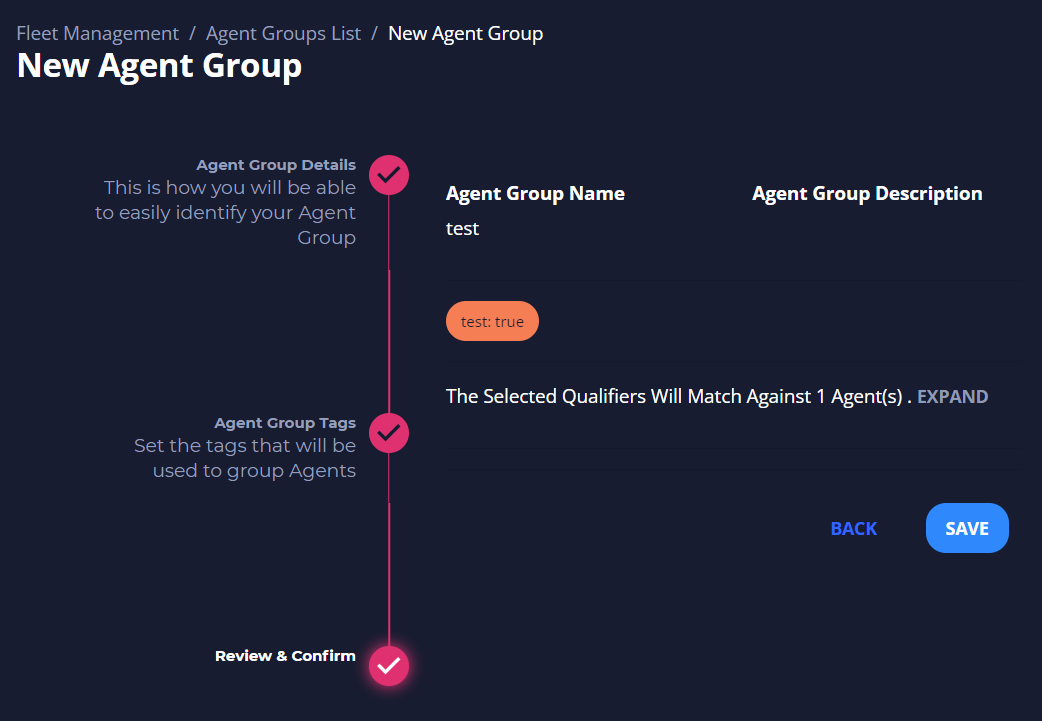 Fleet Management / Agent Groups List / New Agent Group
New Agent Group
Agent Group Details
This is how you will be able
to easily identify your Agent
Group
Agent Group Name
Agent Group Description
test
test: true
The Selected Qualifiers Will Match Against 1 Agent(s) . EXPAND
Agent Group Tags
Set the tags that will be
used to group Agents
BACK
SAVE
Review & Confirm